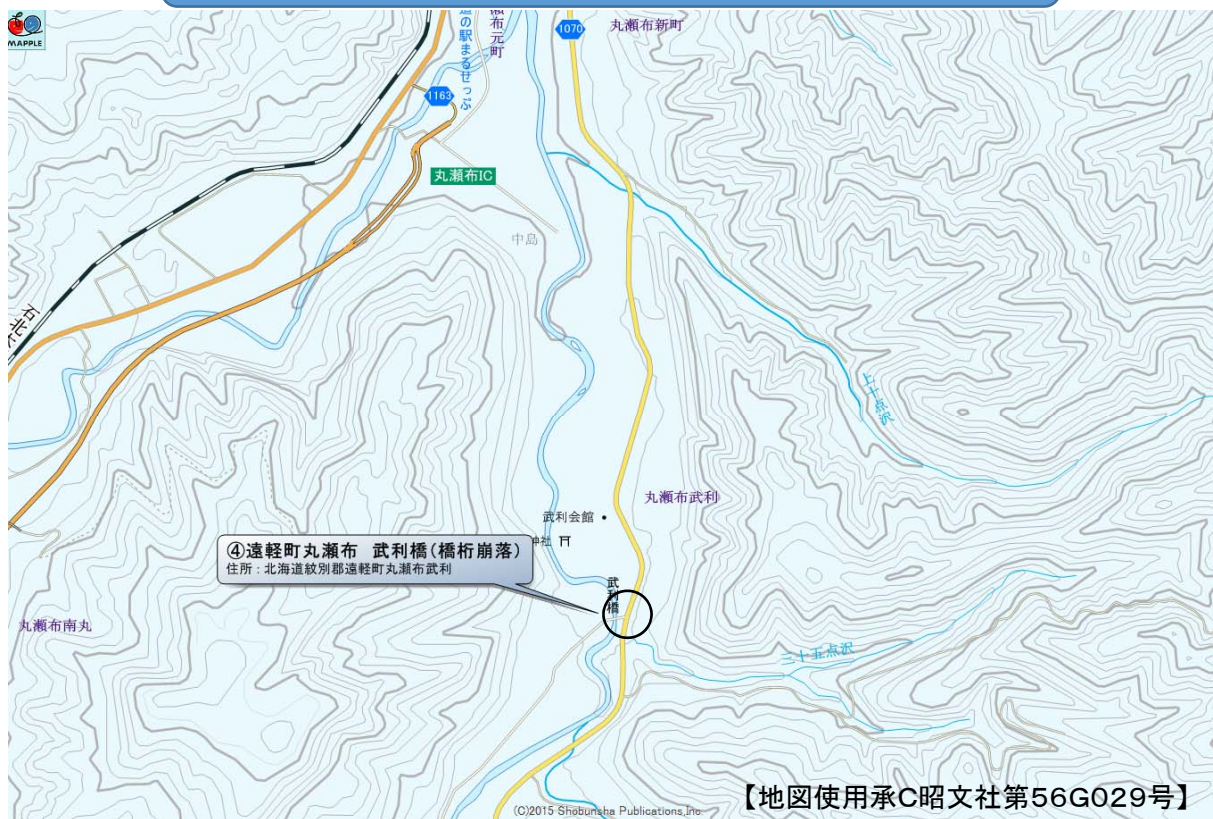 MAPPLE
道の駅まるせっぷ
瀬布元町
1070
丸瀬布新町
1163
丸瀬布IC
中島
石北
上十点沢
丸瀬布武利
武利会館
神社
④遠軽町丸瀬布 武利橋(橋桁崩落)
住所:北海道紋別郡遠軽町丸瀬布武利
武利橋
丸瀬布南丸
三十五点沢
(C)2015 Shobunsha Publications,Inc.
【地図使用承C昭文社第56G029号】